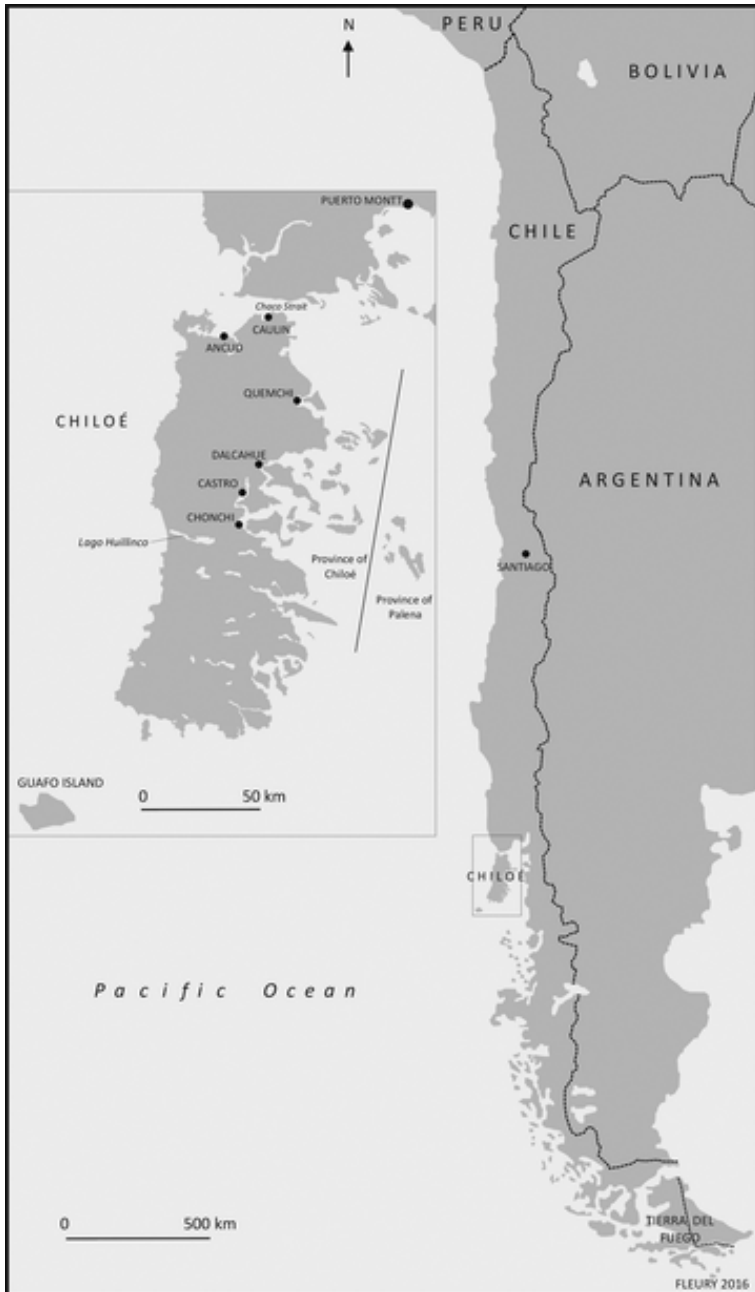 PERU
N
BOLIVIA
PUERTO MONTT
CHILE
Chaco Strait
CAULIN
ANCUD
QUEMCHI
CHILOÉ
DALCAHUE
CASTRO
CHONCHI
Lago Huillinco
ARGENTINA
SANTIAGO
Province of
Chiloé
Province of
Palena
GUAFO ISLAND
0 50 km
CHILOÉ
Pacific Ocean
0 500 km
TIERRA DEL
FUEGO
FLEURY 2016